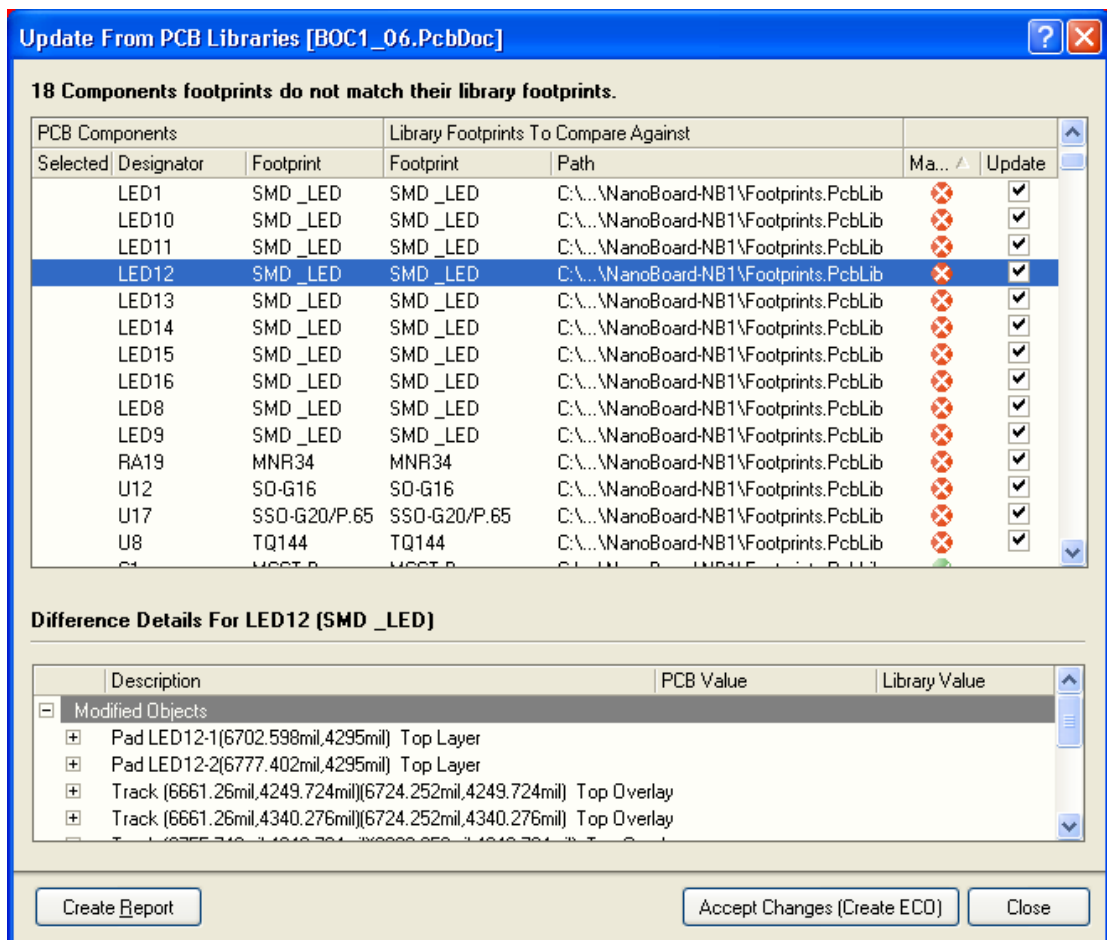 Update From PCB Libraries [BOC1_06.PcbDoc]
18 Components footprints do not match their library footprints.
PCB Components Library Footprints To Compare Against
Selected Designator Footprint Footprint Path Ma... Update
LED1 SMD _LED SMD _LED C:\...\NanoBoard-NB1\Footprints.PcbLib
LED10 SMD _LED SMD _LED C:\...\NanoBoard-NB1\Footprints.PcbLib
LED11 SMD _LED SMD _LED C:\...\NanoBoard-NB1\Footprints.PcbLib
LED12 SMD _LED SMD _LED C:\...\NanoBoard-NB1\Footprints.PcbLib
LED13 SMD _LED SMD _LED C:\...\NanoBoard-NB1\Footprints.PcbLib
LED14 SMD _LED SMD _LED C:\...\NanoBoard-NB1\Footprints.PcbLib
LED15 SMD _LED SMD _LED C:\...\NanoBoard-NB1\Footprints.PcbLib
LED16 SMD _LED SMD _LED C:\...\NanoBoard-NB1\Footprints.PcbLib
LED8 SMD _LED SMD _LED C:\...\NanoBoard-NB1\Footprints.PcbLib
LED9 SMD _LED SMD _LED C:\...\NanoBoard-NB1\Footprints.PcbLib
RA19 MNR34 MNR34 C:\...\NanoBoard-NB1\Footprints.PcbLib
U12 SO-G16 SO-G16 C:\...\NanoBoard-NB1\Footprints.PcbLib
U17 SSO-G20/P.65 SSO-G20/P.65 C:\...\NanoBoard-NB1\Footprints.PcbLib
U8 TQ144 TQ144 C:\...\NanoBoard-NB1\Footprints.PcbLib
Difference Details For LED12 (SMD _LED)
Description PCB Value Library Value
Modified Objects
Pad LED12-1(6702.598mil,4295mil) Top Layer
Pad LED12-2(6777.402mil,4295mil) Top Layer
Track (6661.26mil,4249.724mil)(6724.252mil,4249.724mil) Top Overlay
Track (6661.26mil,4340.276mil)(6724.252mil,4340.276mil) Top Overlay
Create Report Accept Changes (Create ECO) Close